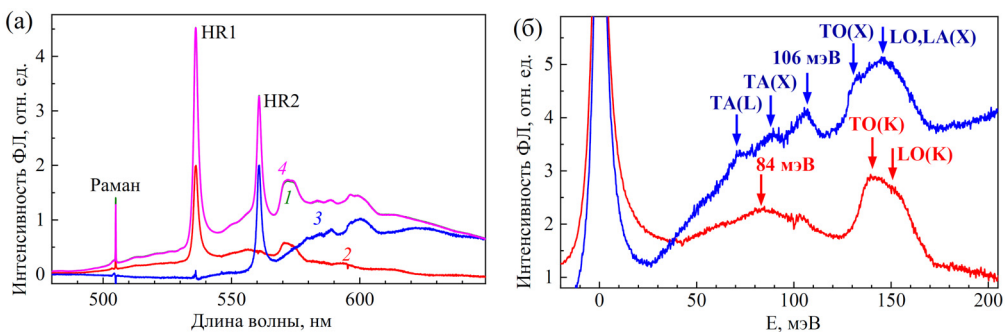 (а)
Интенсивность ФЛ, отн. ед.
4
3
2
1
0
HR1
HR2
Раман
4
1
3
2
500
550
600
Длина волны, нм
(б)
Интенсивность ФЛ, отн. ед.
5
4
3
2
1
TO(X)
LO,LA(X)
106 мэВ
TA(X)
TA(L)
TO(K)
LO(K)
84 мэВ
0
50
100
150
200
E, мэВ